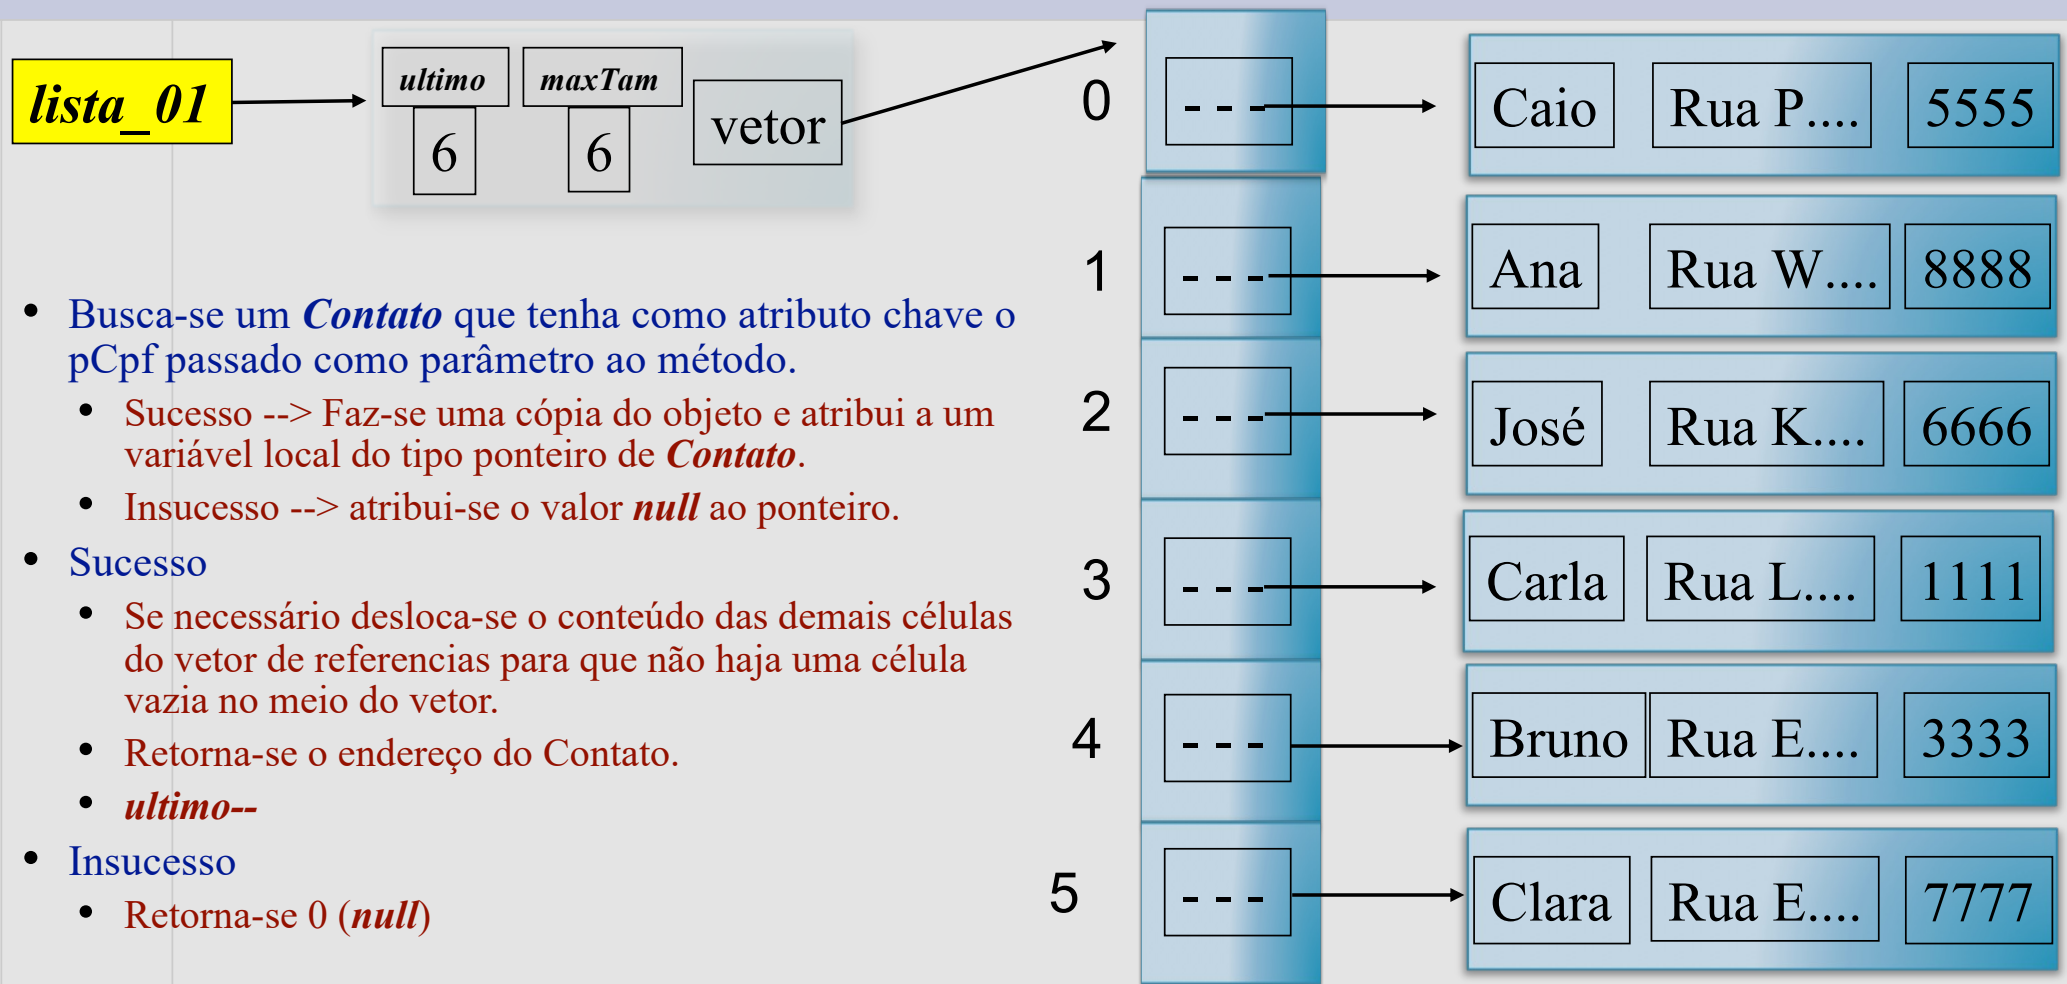 lista_01
ultimo
maxTam
6
6
vetor
• Busca-se um Contato que tenha como atributo chave o
pCpf passado como parâmetro ao método.
• Sucesso --> Faz-se uma cópia do objeto e atribui a um
variável local do tipo ponteiro de Contato.
• Insucesso --> atribui-se o valor null ao ponteiro.
• Sucesso
• Se necessário desloca-se o conteúdo das demais células
do vetor de referencias para que não haja uma célula
vazia no meio do vetor.
• Retorna-se o endereço do Contato.
• ultimo--
• Insucesso
• Retorna-se 0 (null)
0 - - - Caio Rua P.... 5555
1 - - - Ana Rua W.... 8888
2 - - - José Rua K.... 6666
3 - - - Carla Rua L.... 1111
4 - - - Bruno Rua E.... 3333
5 - - - Clara Rua E.... 7777